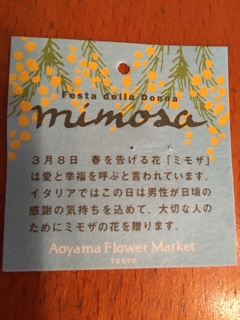 Festa della Donna
mimosa
3月8日　春を告げる花「ミモザ」
は愛と幸福を呼ぶと言われています。
イタリアではこの日は男性が日頃の
感謝の気持ちを込めて、大切な人の
ためにミモザの花を贈ります。
Aoyama Flower Market
TOKYO